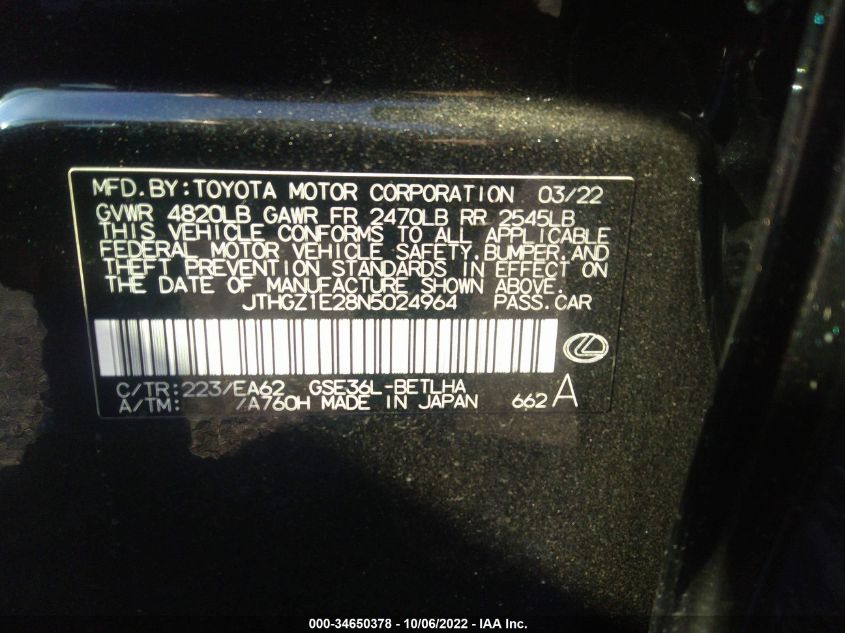 MFD.BY:TOYOTA MOTOR CORPORATION 03/22
GVWR 4820LB GAWR FR 2470LB RR 2545LB
THIS VEHICLE CONFORMS TO ALL APPLICABLE
FEDERAL MOTOR VEHICLE SAFETY,BUMPER,AND
THEFT PREVENTION STANDARDS IN EFFECT ON
THE DATE OF MANUFACTURE SHOWN ABOVE.
JTHGZ1E28N5024964 PASS.CAR
C/TR:223/EA62 GSE36L-BETLHA
A/TM: /A760H MADE IN JAPAN 662 A
000-34650378 - 10/06/2022 - IAA Inc.